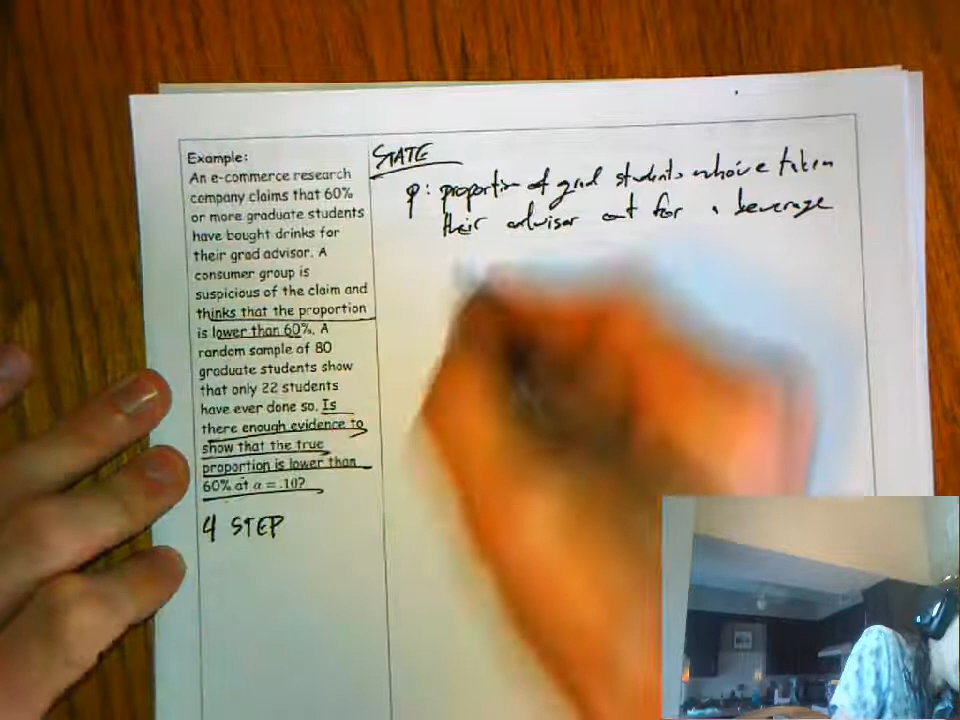 Example:
An e-commerce research
company claims that 60%
or more graduate students
have bought drinks for
their grad advisor. A
consumer group is
suspicious of the claim and
thinks that the proportion
is lower than 60%. A
random sample of 80
graduate students show
that only 22 students
have ever done so. Is
there enough evidence to
show that the true
proportion is lower than
60% at α = .10?
4 STEP
STATE
p: proportion of grad students who've taken
their advisor out for a beverage